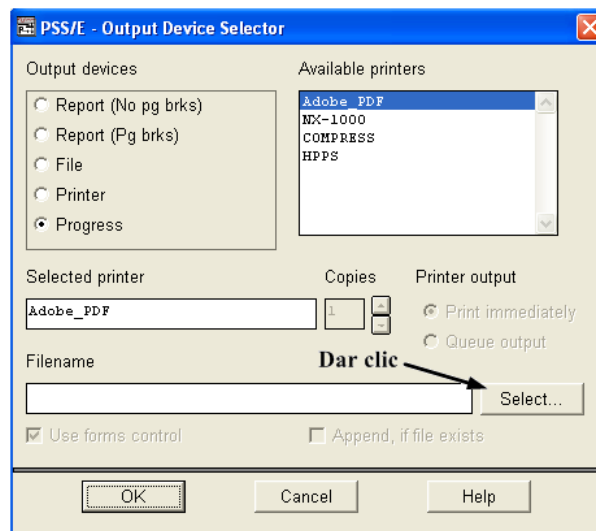 PSS/E - Output Device Selector
Output devices
Available printers
Report (No pg brks)
Report (Pg brks)
File
Printer
Progress
Adobe_PDF
NX-1000
COMPRESS
HPPS
Selected printer
Copies
Printer output
Adobe_PDF
1
Print immediately
Queue output
Filename
Dar clic
Select...
Use forms control
Append, if file exists
OK
Cancel
Help